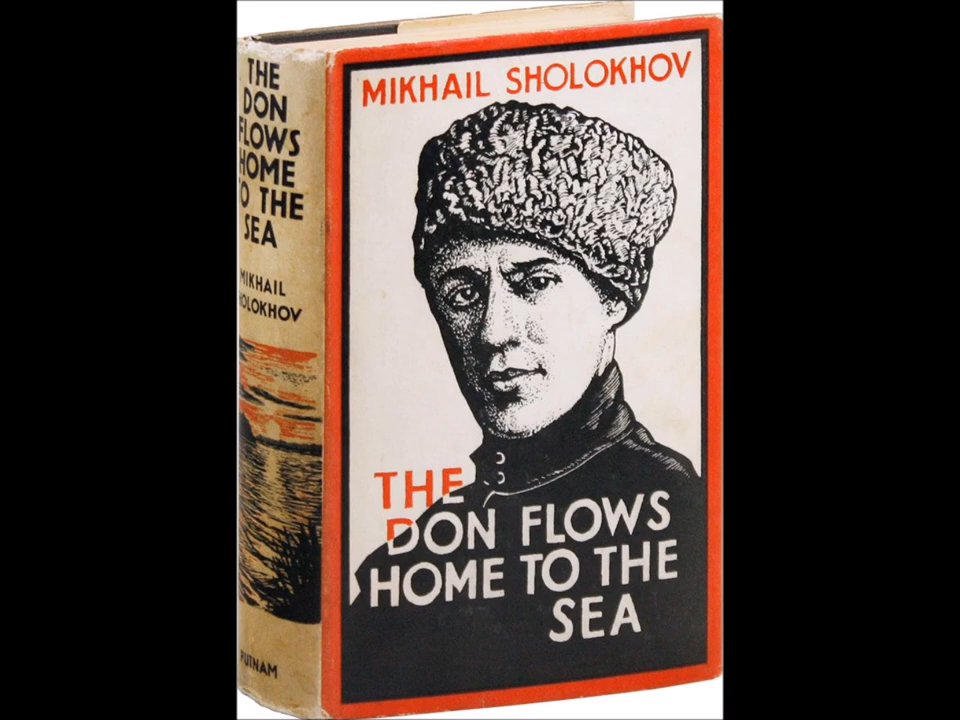 THE
DON
FLOWS
HOME
TO THE
SEA
MIKHAIL
SHOLOKHOV
PUTNAM
MIKHAIL SHOLOKHOV
THE
DON FLOWS
HOME TO THE
SEA